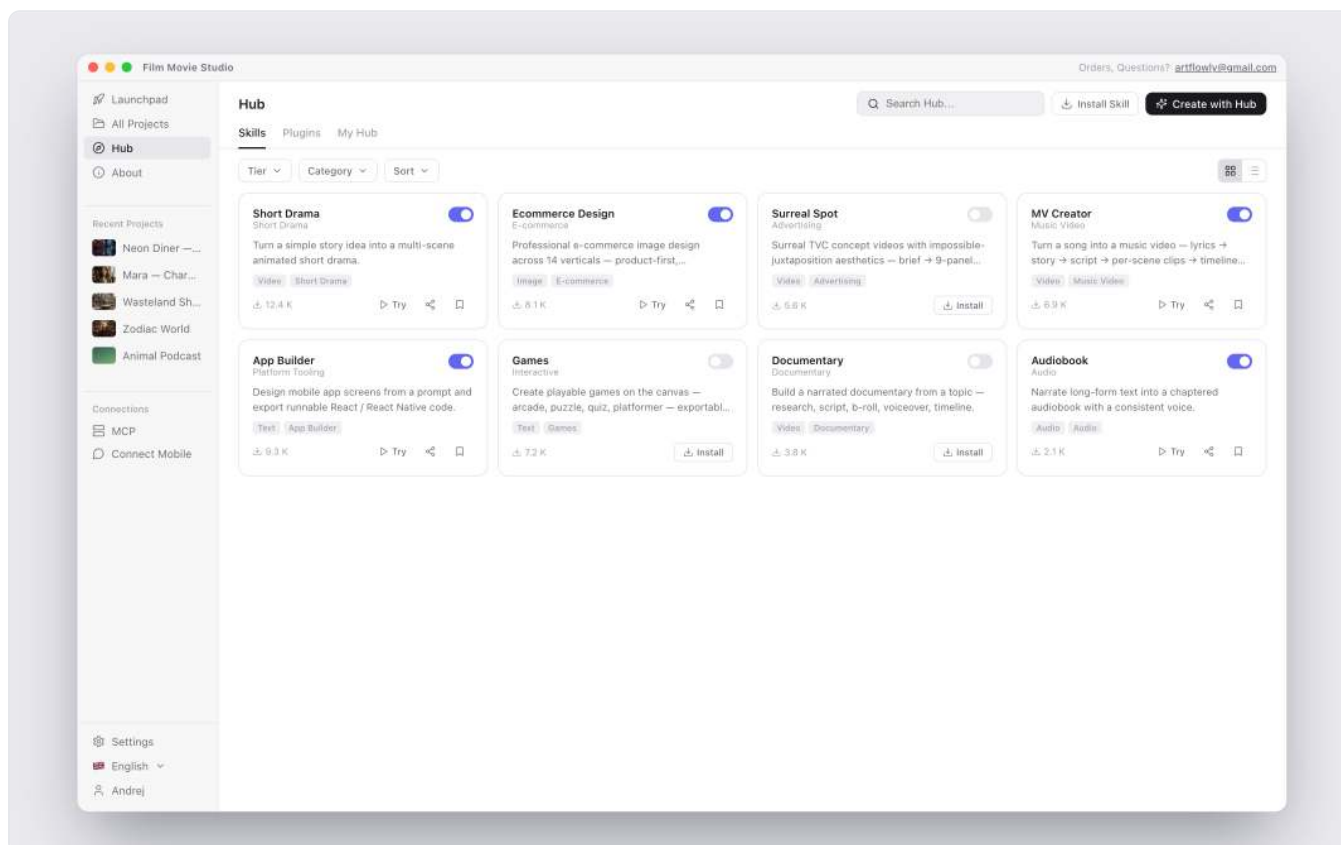 Film Movie Studio
Orders, Questions? artflowlv@gmail.com
Launchpad
All Projects
Hub
About
Recent Projects
Neon Diner —...
Mara — Char...
Wasteland Sh...
Zodiac World
Animal Podcast
Connections
MCP
Connect Mobile
Settings
English
Andrej
Hub
Search Hub...
Install Skill
Create with Hub
Skills Plugins My Hub
Tier Category Sort
Short Drama
Short Drama
Turn a simple story idea into a multi-scene
animated short drama.
Video Short Drama
12.4 K Try
Ecommerce Design
E-commerce
Professional e-commerce image design
across 14 verticals — product-first,...
Image E-commerce
8.1 K Try
Surreal Spot
Advertising
Surreal TVC concept videos with impossible-
juxtaposition aesthetics — brief → 9-panel...
Video Advertising
5.6 K Install
MV Creator
Music Video
Turn a song into a music video — lyrics →
story → script → per-scene clips → timeline...
Video Music Video
6.9 K Try
App Builder
Platform Tooling
Design mobile app screens from a prompt and
export runnable React / React Native code.
Text App Builder
9.3 K Try
Games
Interactive
Create playable games on the canvas —
arcade, puzzle, quiz, platformer — exportabl...
Text Games
7.2 K Install
Documentary
Documentary
Build a narrated documentary from a topic —
research, script, b-roll, voiceover, timeline.
Video Documentary
3.8 K Install
Audiobook
Audio
Narrate long-form text into a chaptered
audiobook with a consistent voice.
Audio Audio
2.1 K Try